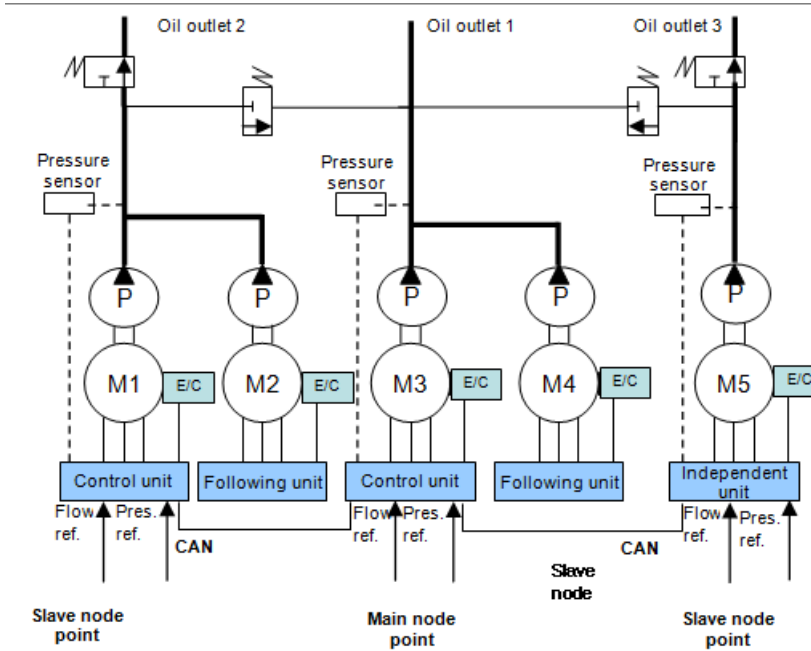 Oil outlet 2
Oil outlet 1
Oil outlet 3
Pressure
sensor
Pressure
sensor
Pressure
sensor
P
P
P
P
P
M1
E/C
M2
E/C
M3
E/C
M4
E/C
M5
E/C
Control unit
Following unit
Control unit
Following unit
Independent
unit
Flow
ref.
Pres.
ref.
CAN
Flow
ref.
Pres.
ref.
CAN
Flow
ref.
Pres.
ref.
Slave
node
Slave node
point
Main node
point
Slave node
point